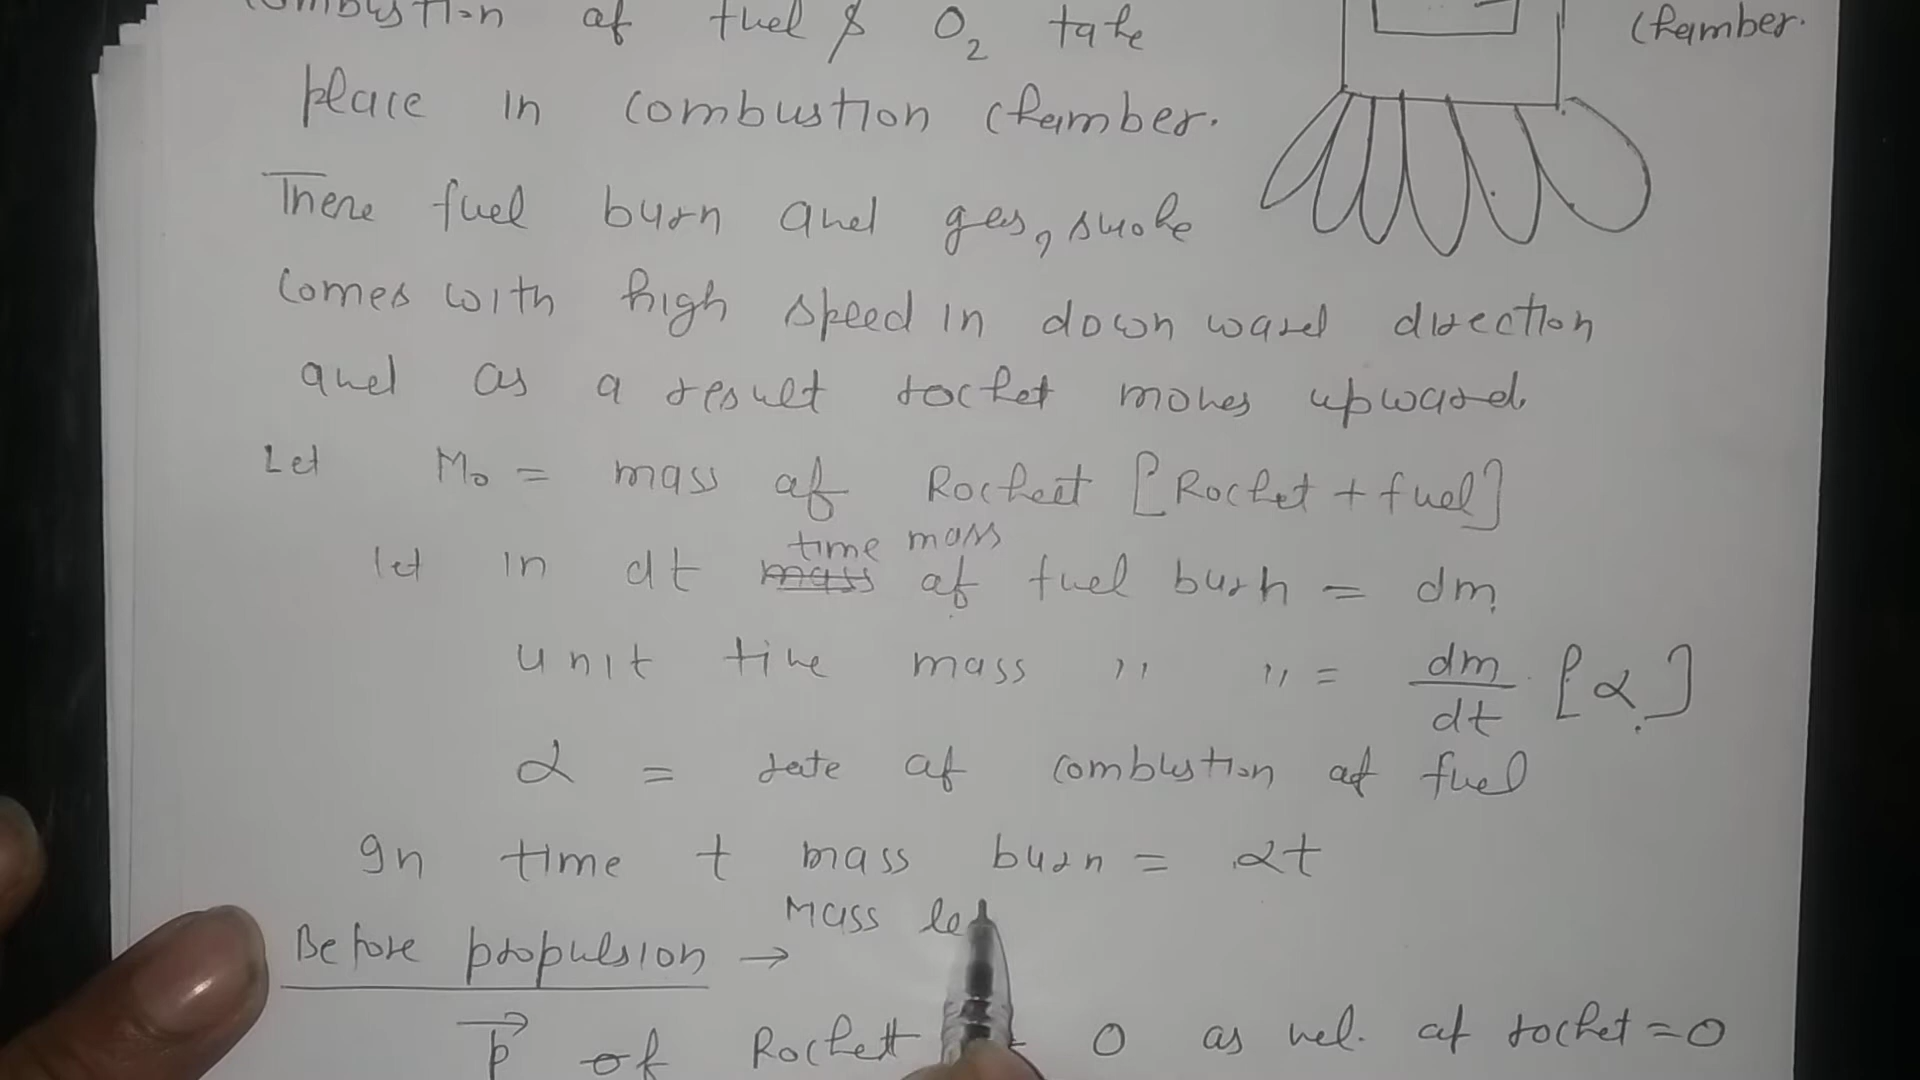 Combustion of fuel & O2 take
place in combustion chamber.
chamber.
There fuel burn and gas, smoke
comes with high speed in down ward direction
and as a result rocket moves upward.
Let M0 = mass of Rocket [Rocket + fuel]
time mass
let in dt mass of fuel burn = dm
unit time mass ,, ,, = dm/dt [α]
α = rate of combustion of fuel
In time t mass burn = αt
Mass le
Before propulsion →
p⃗ of Rocket = 0 as vel. of rocket = 0